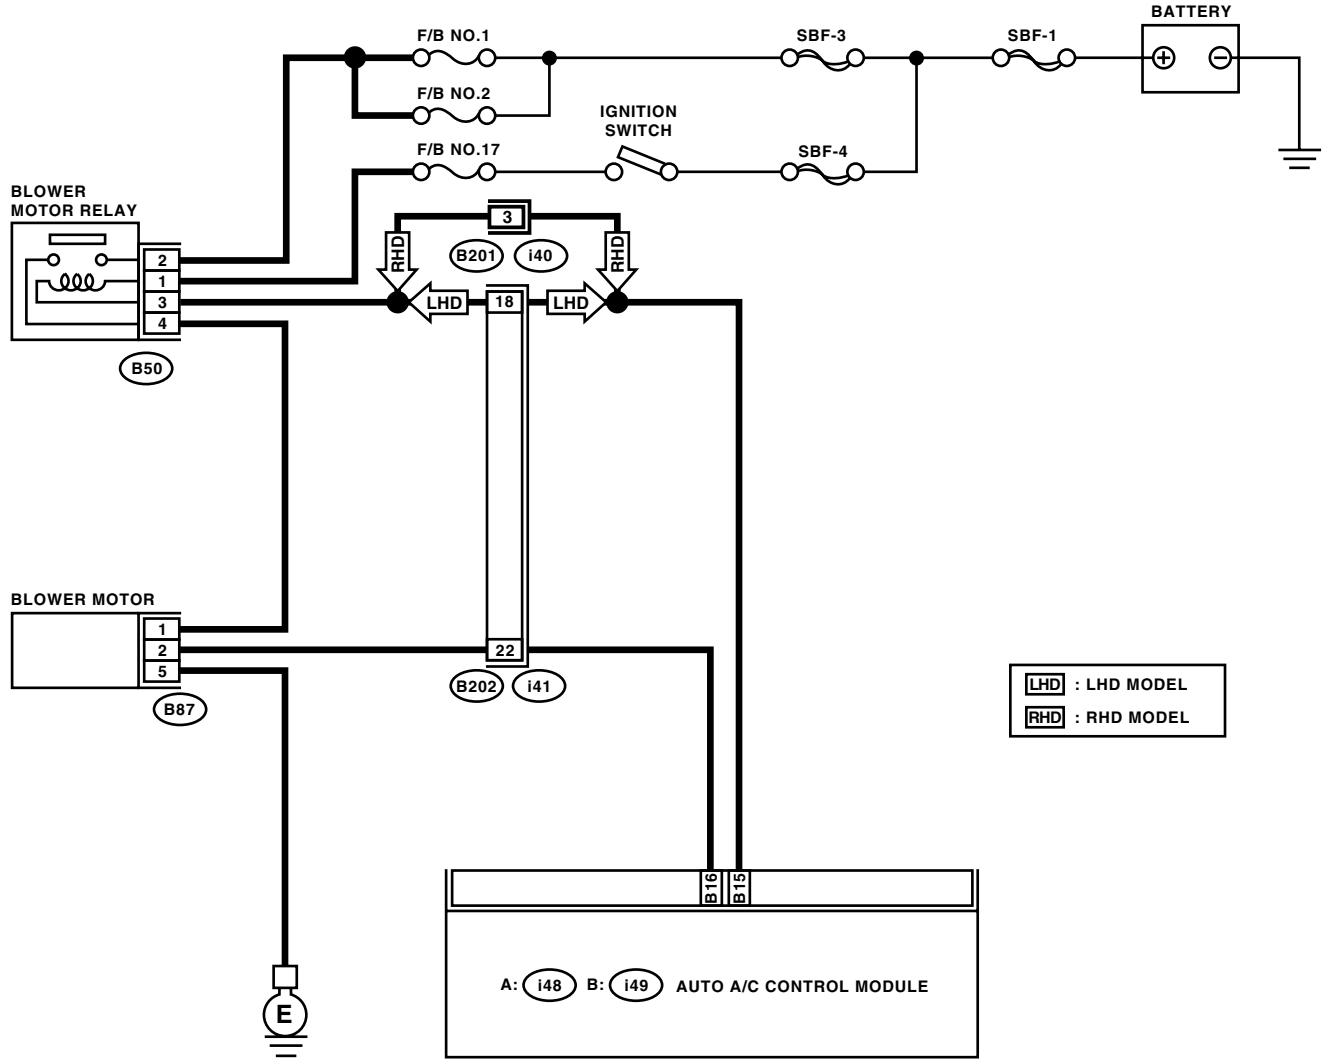 BATTERY
F/B NO.1
SBF-3
SBF-1
F/B NO.2
IGNITION
SWITCH
F/B NO.17
SBF-4
BLOWER
MOTOR RELAY
3
B201
i40
RHD
RHD
2
1
3
4
LHD
18
LHD
B50
BLOWER MOTOR
1
2
5
22
B202
i41
B87
LHD : LHD MODEL
RHD : RHD MODEL
B16
B15
A: i48 B: i49 AUTO A/C CONTROL MODULE
E